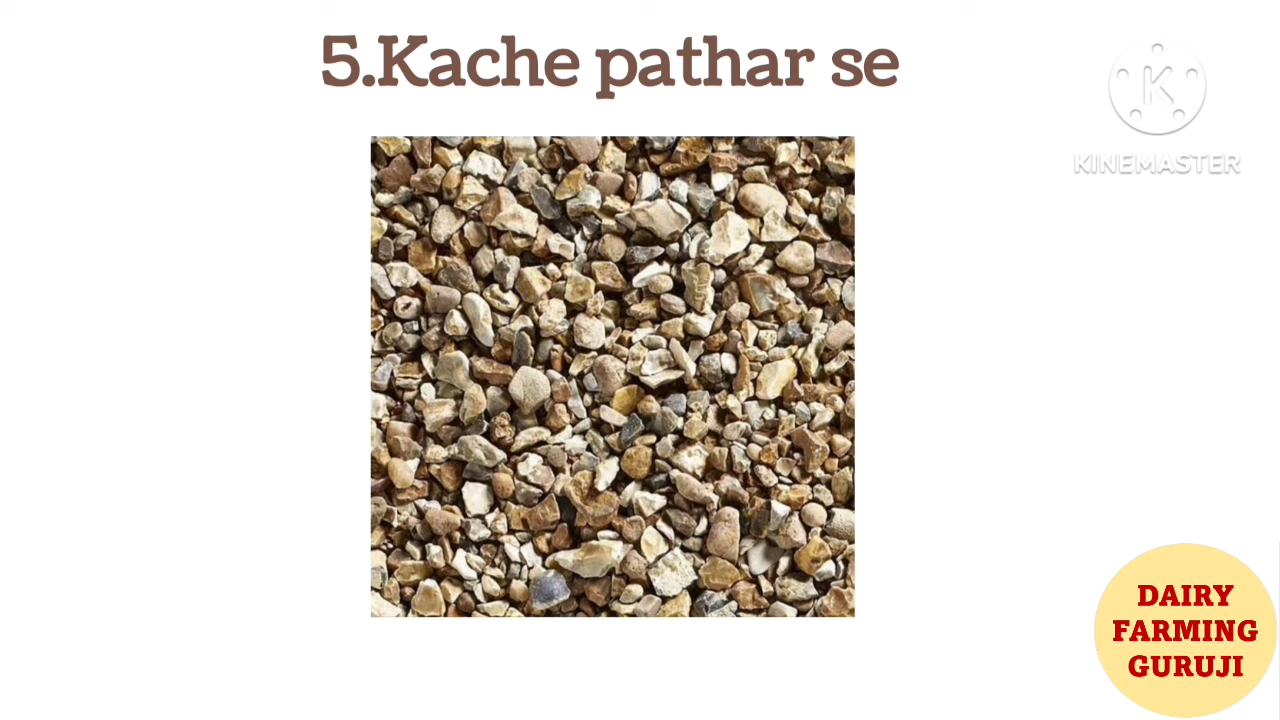 5.Kache pathar se
K
KINEMASTER
DAIRY
FARMING
GURUJI